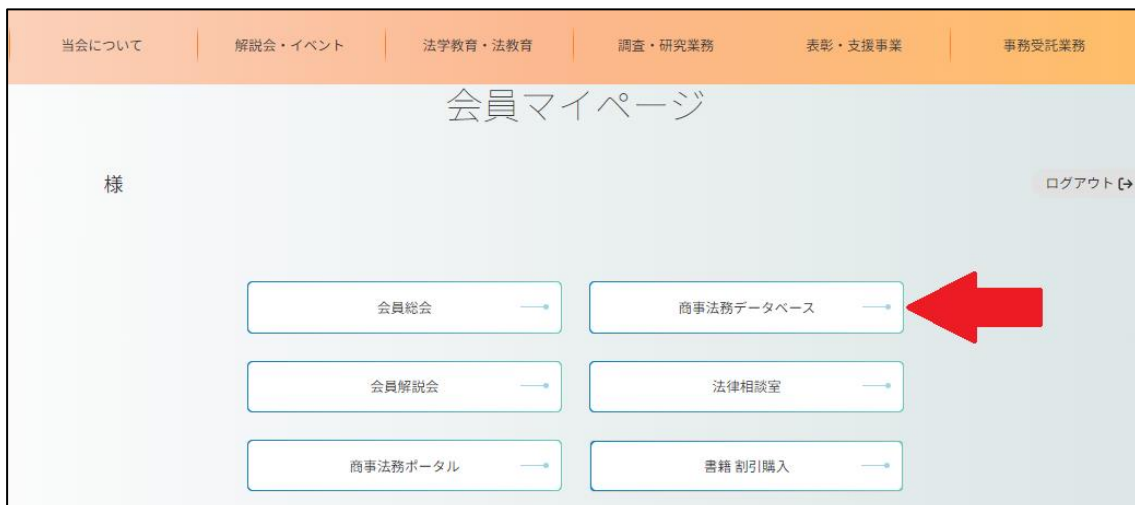 当会について 解説会・イベント 法学教育・法教育 調査・研究業務 表彰・支援事業 事務受託業務
会員マイページ
様 ログアウト
会員総会 商事法務データベース
会員解説会 法律相談室
商事法務ポータル 書籍 割引購入